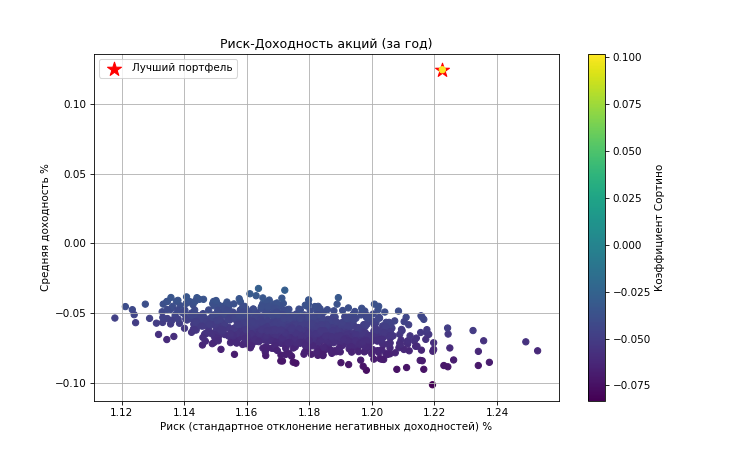 Риск-Доходность акций (за год)
Лучший портфель
0.10
0.05
0.00
−0.05
−0.10
Средняя доходность %
1.12 1.14 1.16 1.18 1.20 1.22 1.24
Риск (стандартное отклонение негативных доходностей) %
0.100
0.075
0.050
0.025
0.000
−0.025
−0.050
−0.075
Коэффициент Сортино